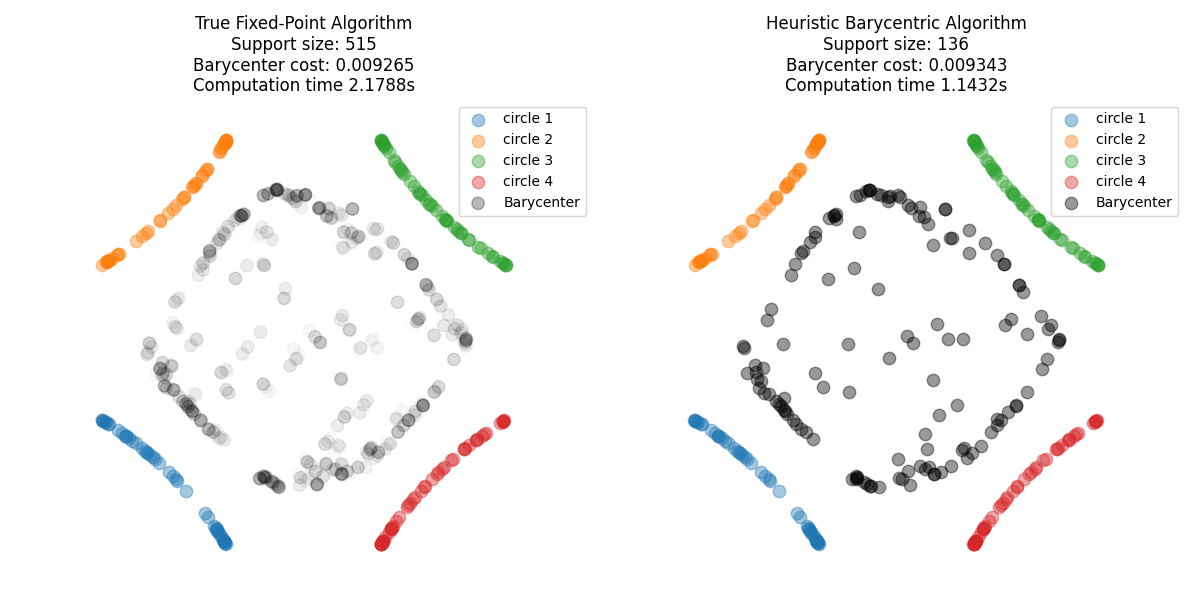 True Fixed-Point Algorithm
Support size: 515
Barycenter cost: 0.009265
Computation time 2.1788s
circle 1
circle 2
circle 3
circle 4
Barycenter
Heuristic Barycentric Algorithm
Support size: 136
Barycenter cost: 0.009343
Computation time 1.1432s
circle 1
circle 2
circle 3
circle 4
Barycenter